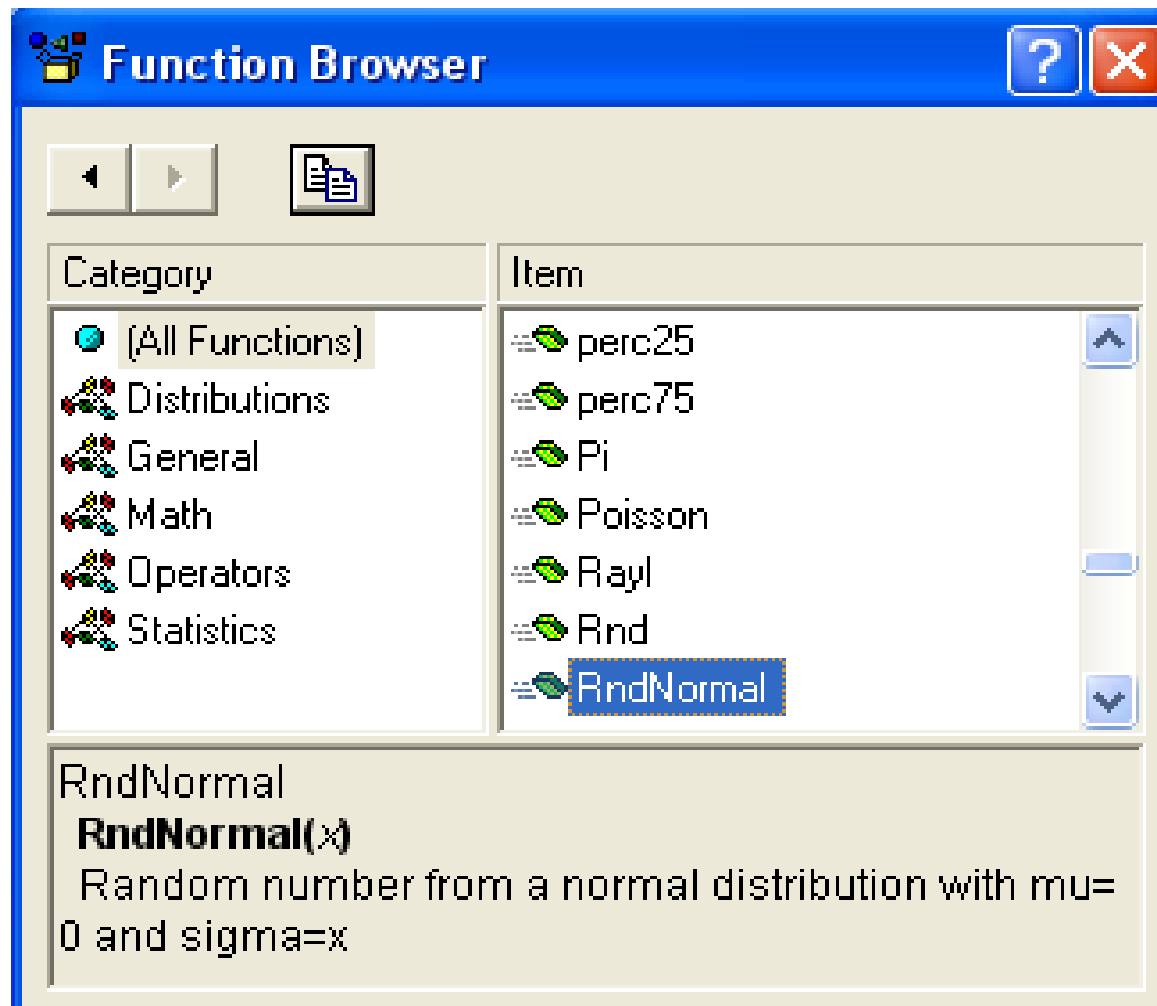 Function Browser
?
Category
Item
(All Functions)
Distributions
General
Math
Operators
Statistics
perc25
perc75
Pi
Poisson
Rayl
Rnd
RndNormal
RndNormal
RndNormal(x)
Random number from a normal distribution with mu=
0 and sigma=x